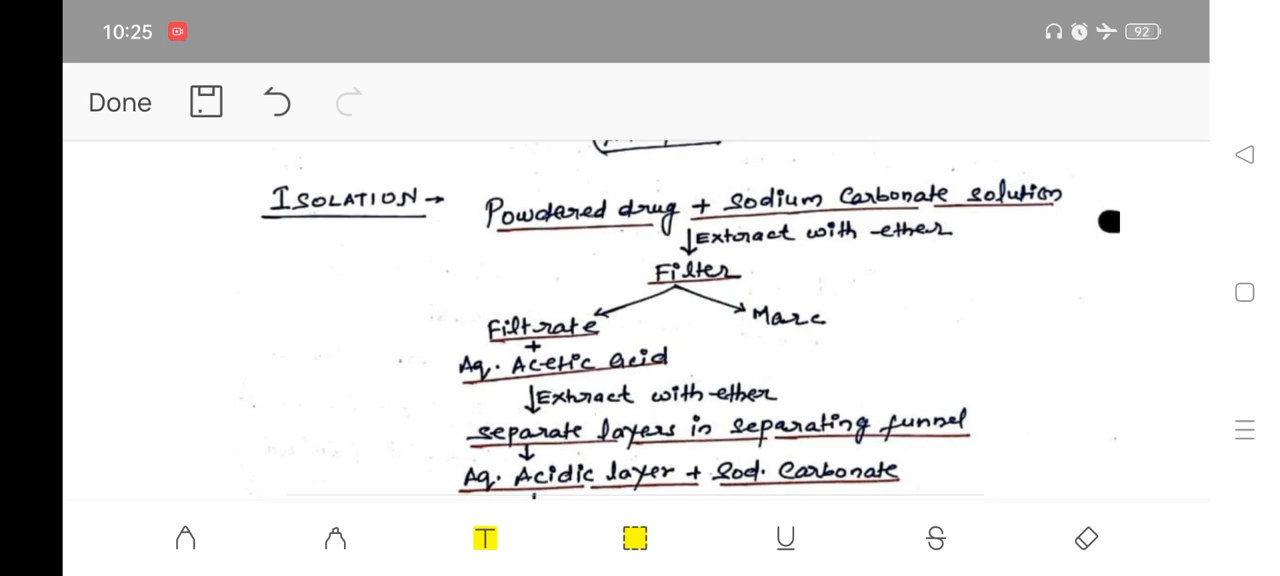 10:25
92
Done
ISOLATION → Powdered drug + Sodium Carbonate solution
↓ Extract with ether
Filter
Filtrate Marc
+
Aq. Acetic acid
↓ Extract with ether
separate layers in separating funnel
↓
Aq. Acidic layer + Sod. Carbonate
T
U
S